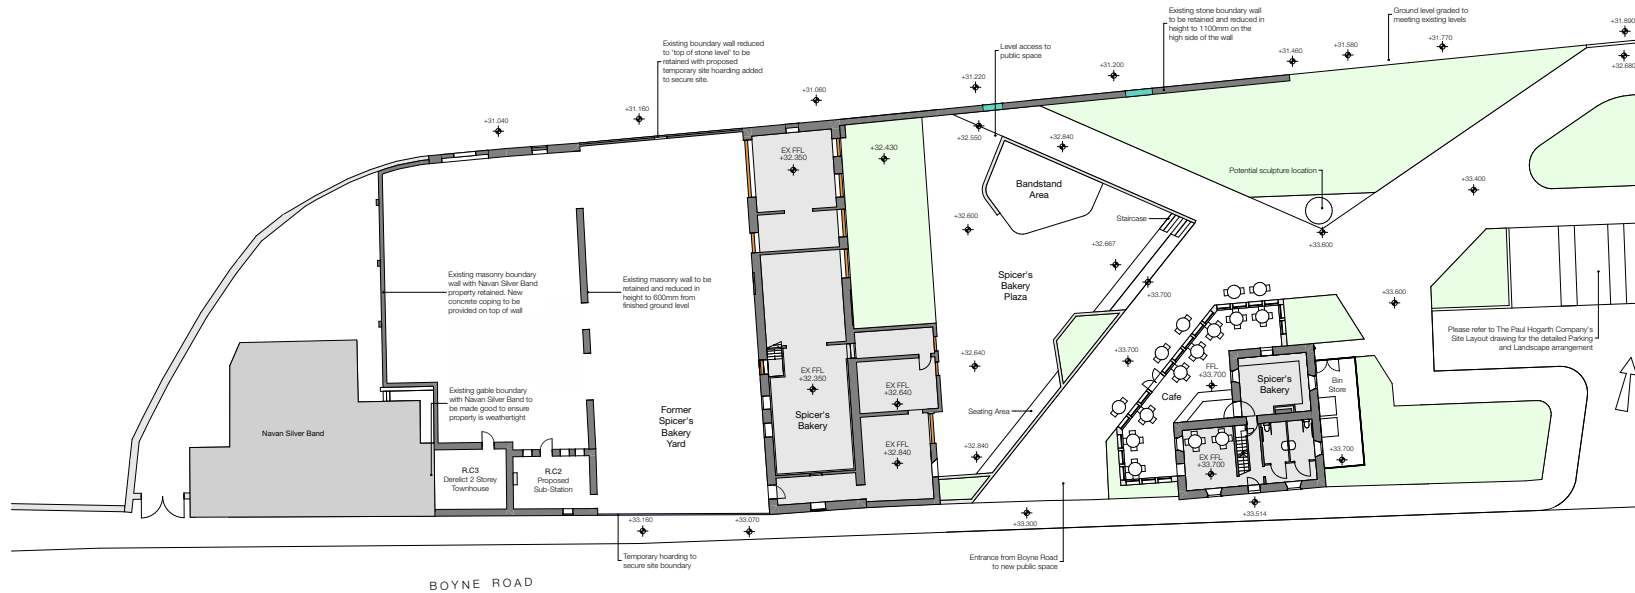 Existing stone boundary wall
to be retained and reduced in
height to 1100mm on the
high side of the wall
Ground level graded to
meeting existing levels
+31.890
+32.680
+31.770
+31.580
+31.460
Level access to
public space
+31.200
+31.220
Existing boundary wall reduced
to 'top of stone level' to be
retained with proposed
temporary site hoarding added
to secure site.
+31.060
+31.160
+31.040
+32.550
+32.840
EX FFL
+32.350
+32.430
Bandstand
Area
Potential sculpture location
+33.400
Staircase
+32.600
+32.667
+33.600
Existing masonry boundary
wall with Navan Silver Band
property retained. New
concrete coping to be
provided on top of wall
Existing masonry wall to be
retained and reduced in
height to 600mm from
finished ground level
Spicer's
Bakery
Plaza
+33.700
+33.600
Please refer to The Paul Hogarth Company's
Site Layout drawing for the detailed Parking
and Landscape arrangement
+33.700
+32.640
EX FFL
+32.350
EX FFL
+32.640
FFL
+33.700
Spicer's
Bakery
Bin
Store
Cafe
Existing gable boundary
with Navan Silver Band to
be made good to ensure
property is weathertight
Former
Spicer's
Bakery
Yard
Spicer's
Bakery
Seating Area
Navan Silver Band
EX FFL
+32.840
+32.840
+33.700
EX FFL
+33.700
R.C3
Derelict 2 Storey
Townhouse
R.C2
Proposed
Sub-Station
+33.160
+33.070
+33.300
+33.514
Temporary hoarding to
secure site boundary
Entrance from Boyne Road
to new public space
BOYNE ROAD